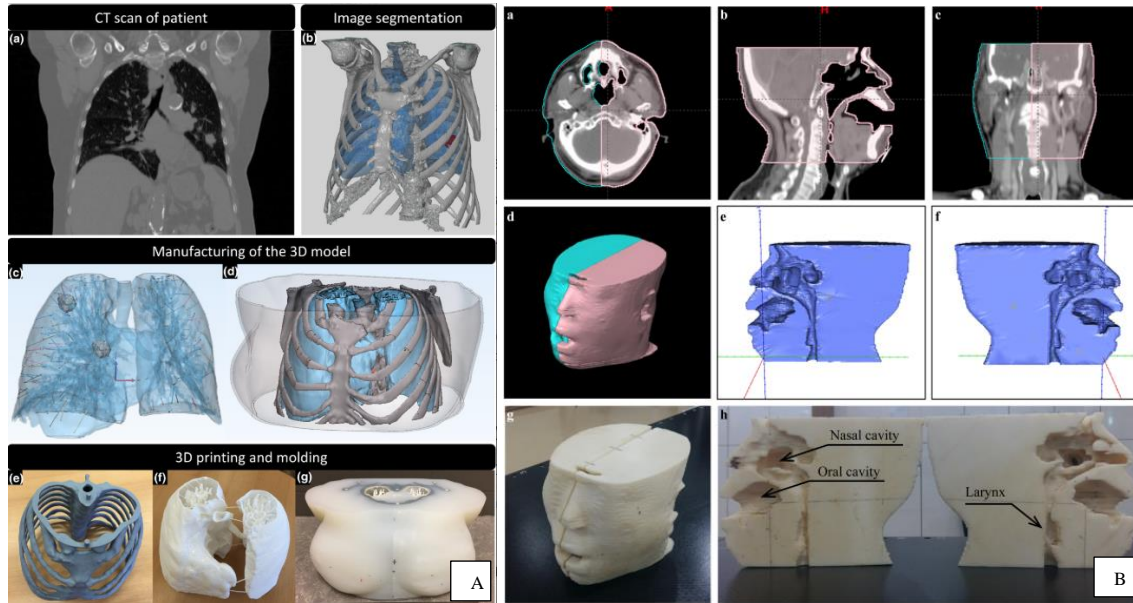 CT scan of patient
Image segmentation
(a)
(b)
Manufacturing of the 3D model
(c)
(d)
3D printing and molding
(e)
(f)
(g)
A
a
b
c
d
e
f
g
h
Nasal cavity
Oral cavity
Larynx
B